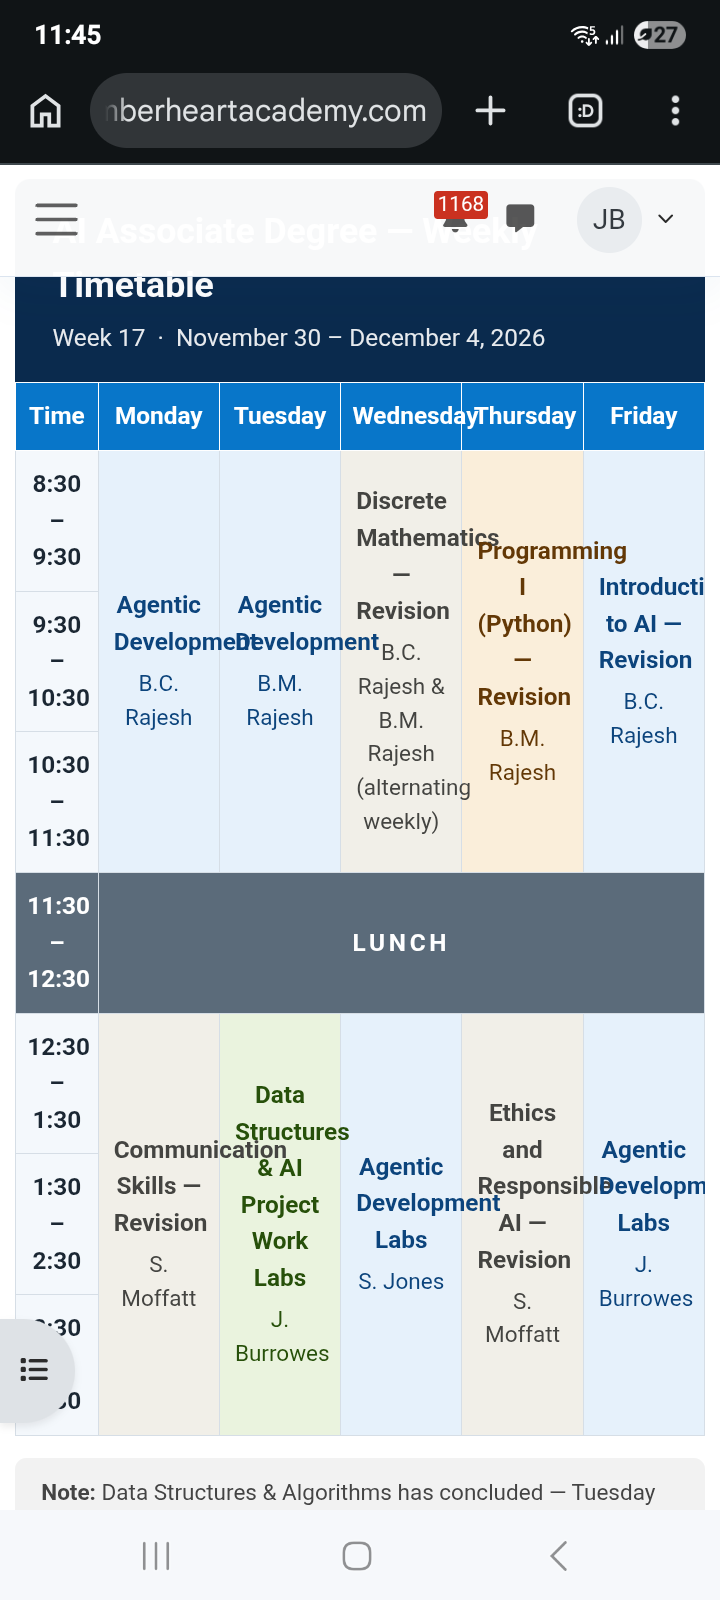 11:45
5
27
mberheartacademy.com
:D
1168
JB
AI Associate Degree — Weekly
Timetable
Week 17 · November 30 – December 4, 2026
Time Monday Tuesday Wednesday Thursday Friday
8:30
–
9:30
9:30
–
10:30
10:30
–
11:30
Agentic
Development
B.C.
Rajesh
Agentic
Development
B.M.
Rajesh
Discrete
Mathematics
—
Revision
B.C.
Rajesh &
B.M.
Rajesh
(alternating
weekly)
Programming
I
(Python)
—
Revision
B.M.
Rajesh
Introducti
to AI —
Revision
B.C.
Rajesh
11:30
–
12:30
LUNCH
12:30
–
1:30
1:30
–
2:30
:30
30
Communication
Skills —
Revision
S.
Moffatt
Data
Structures
& AI
Project
Work
Labs
J.
Burrowes
Agentic
Development
Labs
S. Jones
Ethics
and
Responsible
AI —
Revision
S.
Moffatt
Agentic
Developm
Labs
J.
Burrowes
Note: Data Structures & Algorithms has concluded — Tuesday